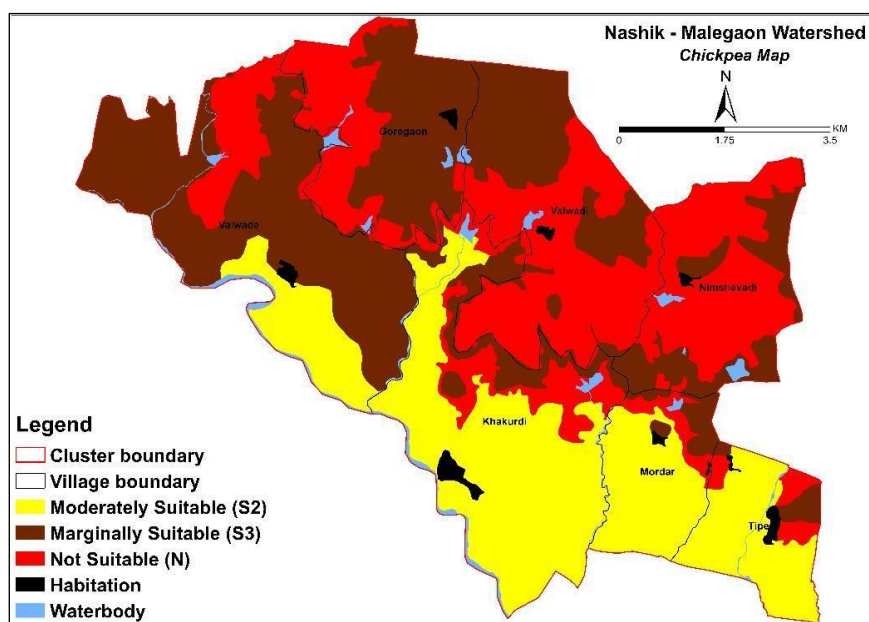 Nashik - Malegaon Watershed
Chickpea Map
N
KM
0 1.75 3.5
Goregaon
Valwade
Valwadi
Nimshevadi
Khakurdi
Mordar
Tipe
Legend
Cluster boundary
Village boundary
Moderately Suitable (S2)
Marginally Suitable (S3)
Not Suitable (N)
Habitation
Waterbody